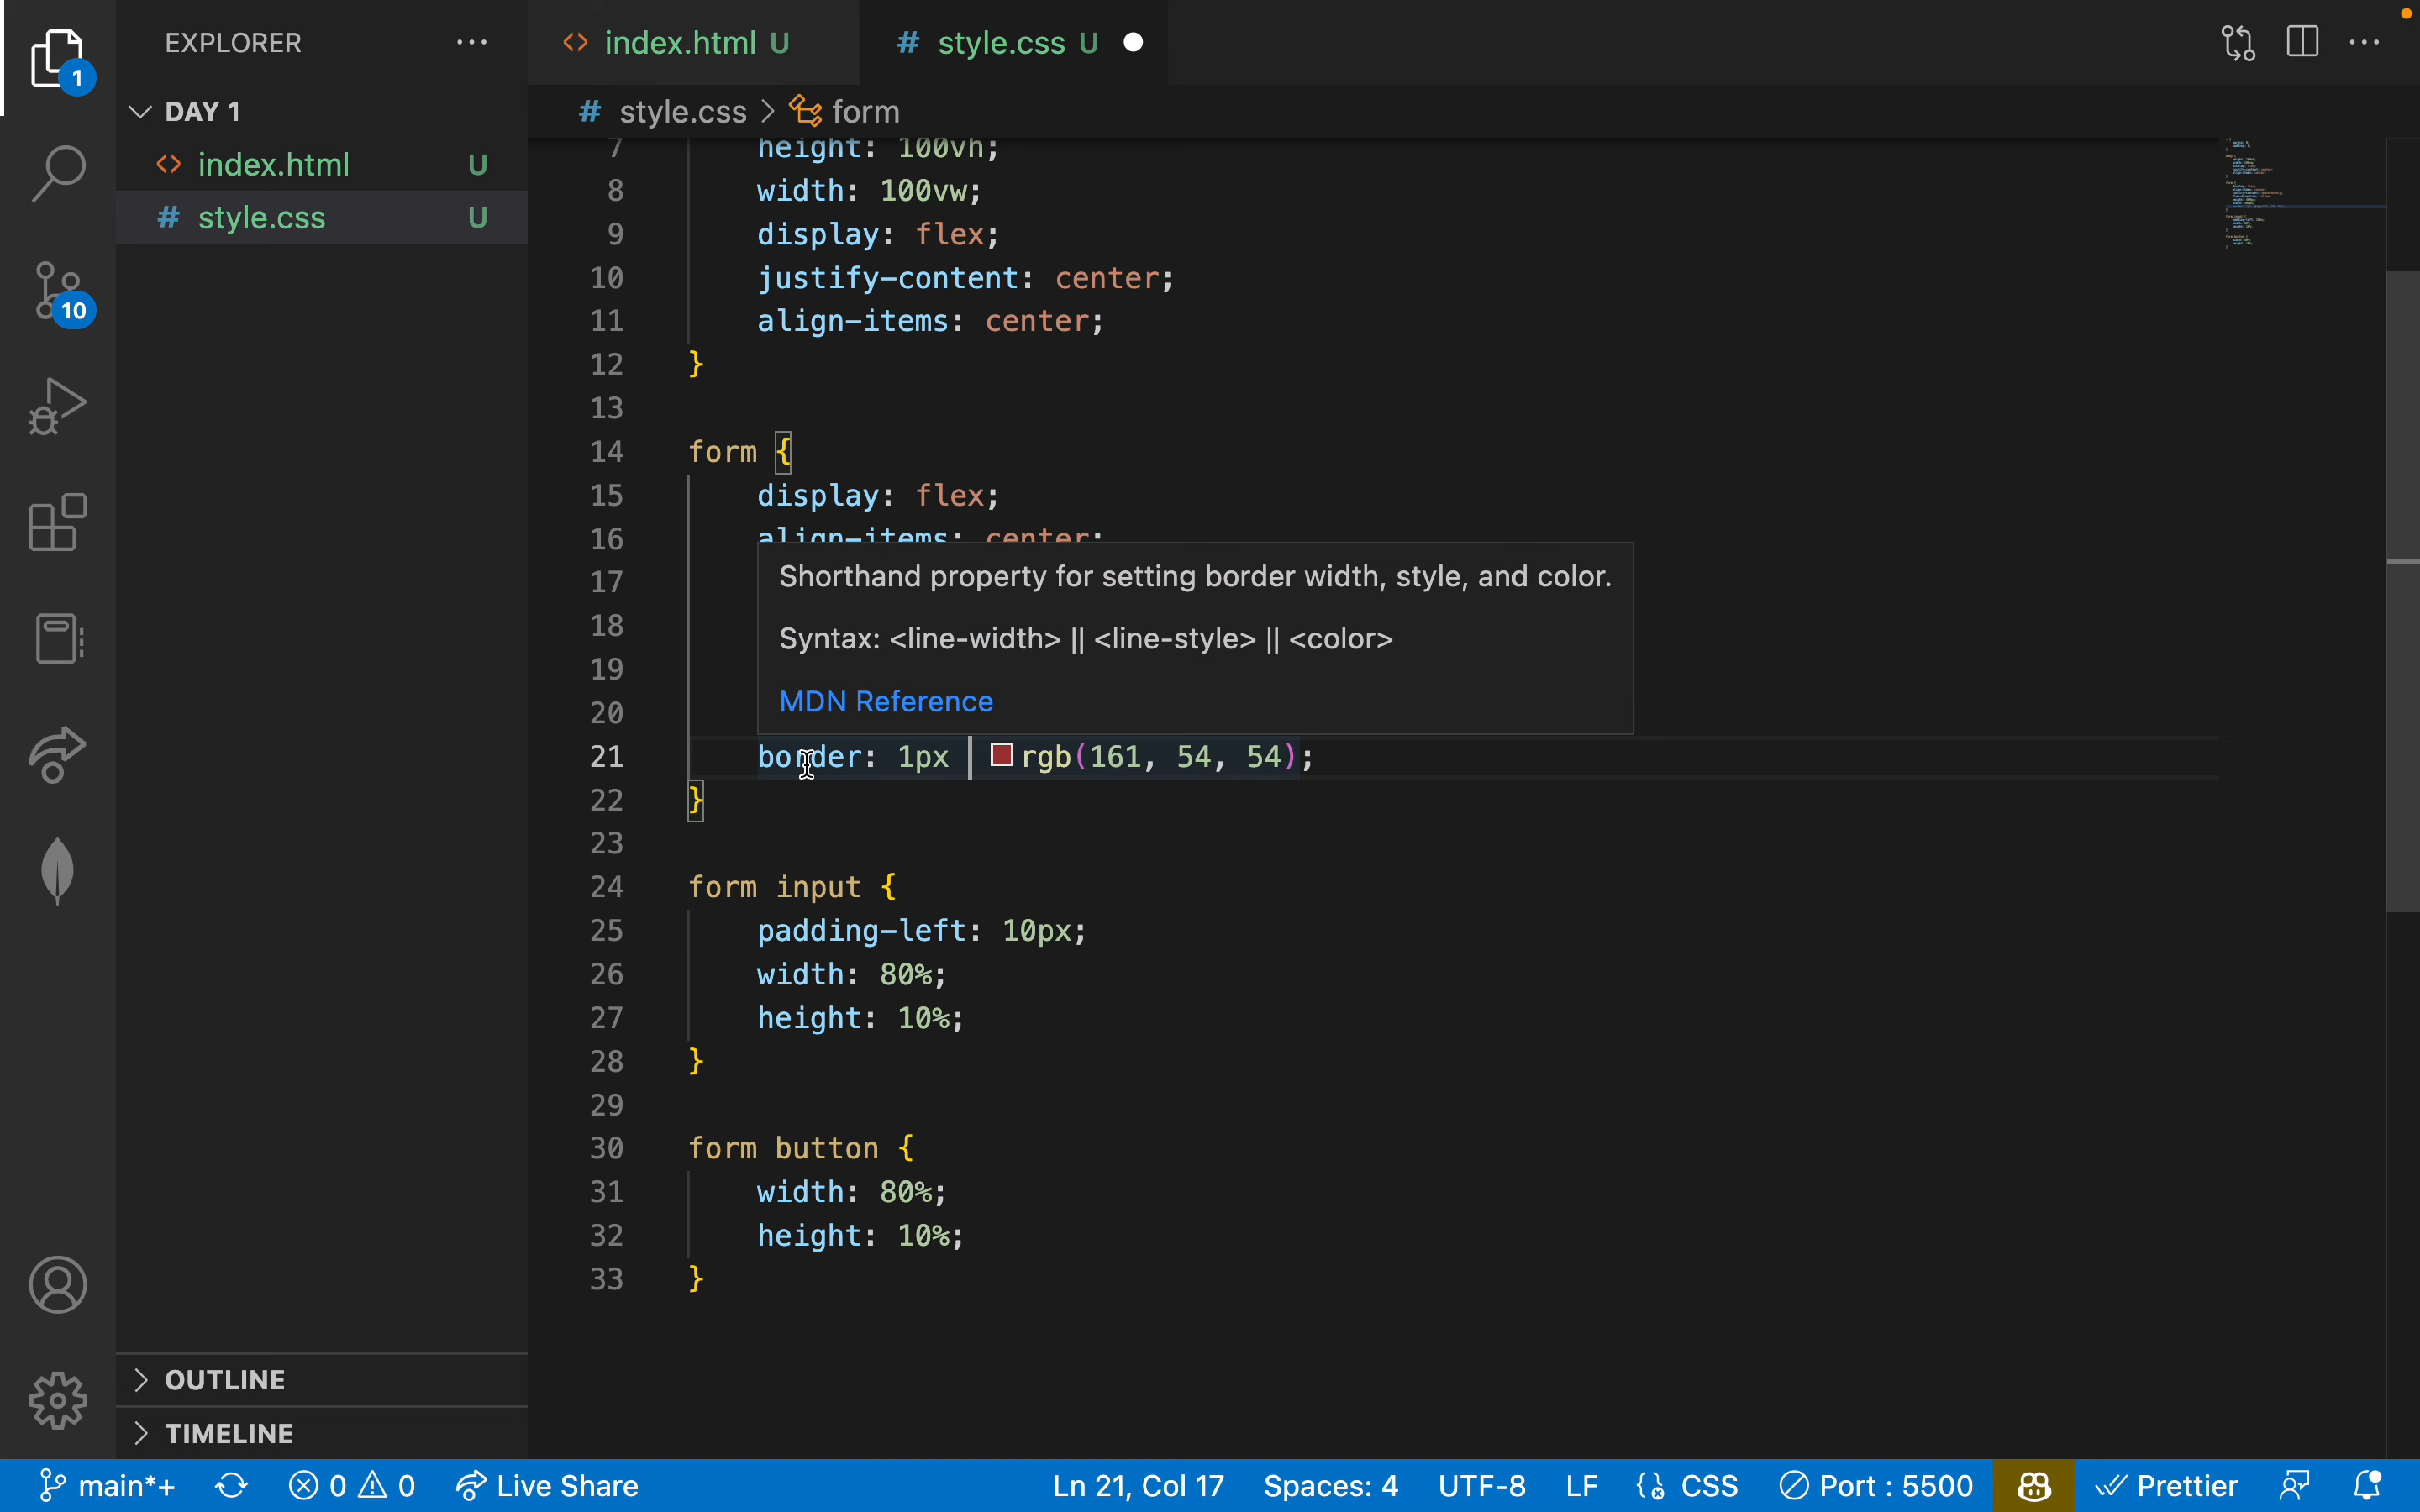 EXPLORER
1
DAY 1
index.html U
style.css U
10
OUTLINE
TIMELINE
index.html U
# style.css U
# style.css > form
7 height: 100vh;
8 width: 100vw;
9 display: flex;
10 justify-content: center;
11 align-items: center;
12 }
13
14 form {
15 display: flex;
16 align-items: center;
17
18
19
20
Shorthand property for setting border width, style, and color.
Syntax: <line-width> || <line-style> || <color>
MDN Reference
21 border: 1px rgb(161, 54, 54);
22 }
23
24 form input {
25 padding-left: 10px;
26 width: 80%;
27 height: 10%;
28 }
29
30 form button {
31 width: 80%;
32 height: 10%;
33 }
main*+ 0 0 Live Share Ln 21, Col 17 Spaces: 4 UTF-8 LF CSS Port : 5500 Prettier